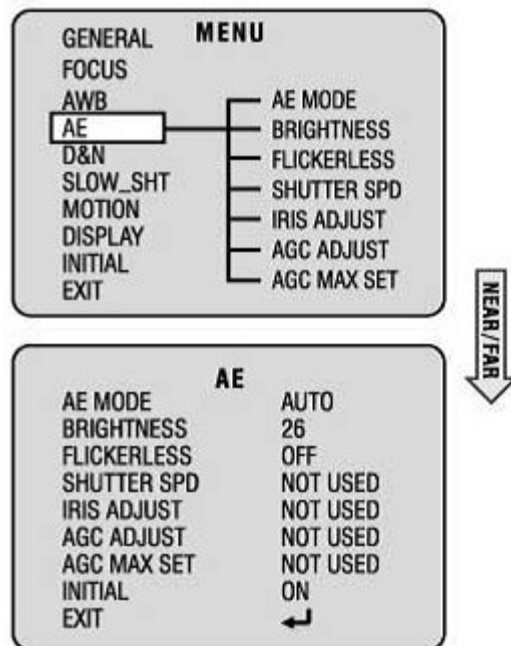 MENU
GENERAL
FOCUS
AWB
AE
D&N
SLOW_SHT
MOTION
DISPLAY
INITIAL
EXIT
AE MODE
BRIGHTNESS
FLICKERLESS
SHUTTER SPD
IRIS ADJUST
AGC ADJUST
AGC MAX SET
NEAR/FAR
AE
AE MODE AUTO
BRIGHTNESS 26
FLICKERLESS OFF
SHUTTER SPD NOT USED
IRIS ADJUST NOT USED
AGC ADJUST NOT USED
AGC MAX SET NOT USED
INITIAL ON
EXIT ↵